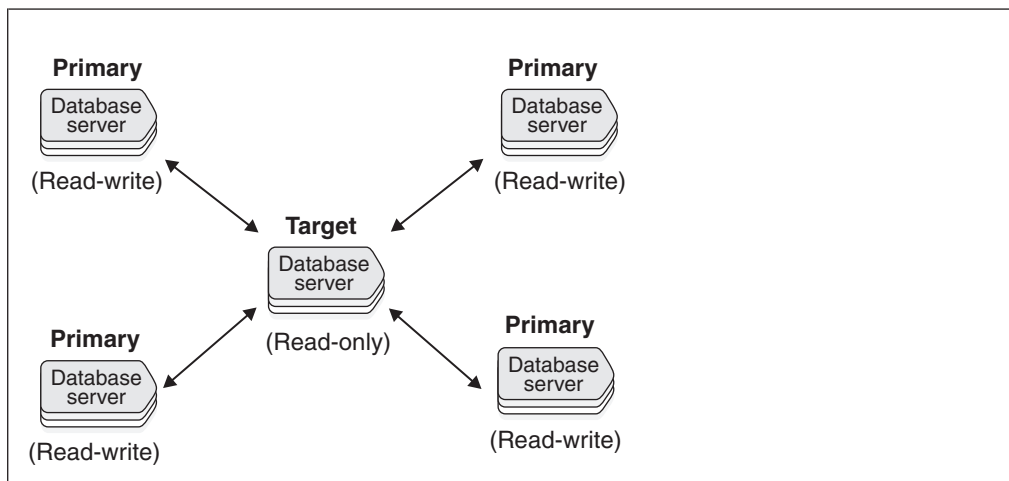 Primary
Database
server
(Read-write)
Primary
Database
server
(Read-write)
Target
Database
server
(Read-only)
Primary
Database
server
(Read-write)
Primary
Database
server
(Read-write)